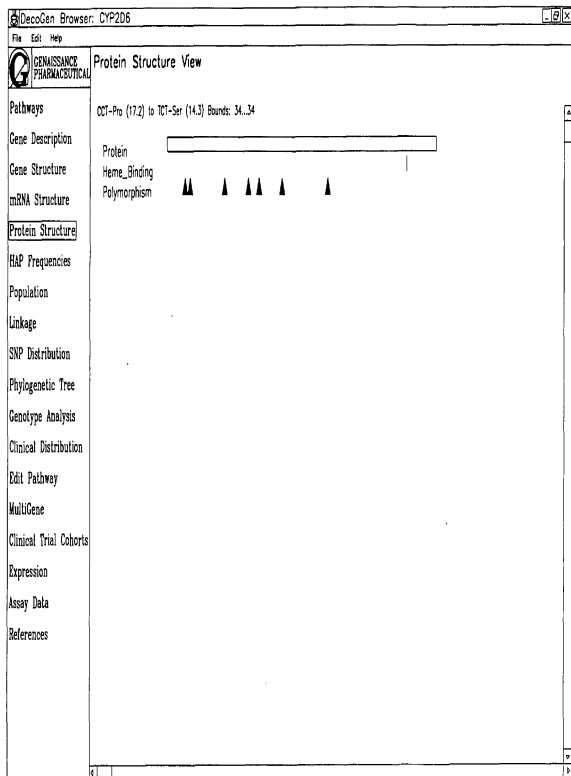 DecoGen Browser: CYP2D6
File Edit Help
GENAISSANCE
PHARMACEUTICAL
Protein Structure View
Pathways
Gene Description
Gene Structure
mRNA Structure
Protein Structure
HAP Frequencies
Population
Linkage
SNP Distribution
Phylogenetic Tree
Genotype Analysis
Clinical Distribution
Edit Pathway
MultiGene
Clinical Trial Cohorts
Expression
Assay Data
References
CCT-Pro (17.2) to TCT-Ser (14.3) Bounds: 34...34
Protein
Heme_Binding
Polymorphism